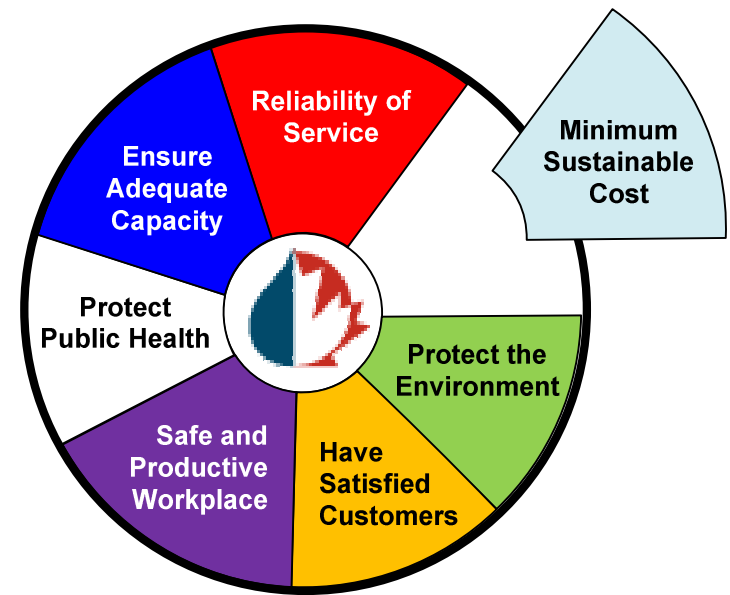 Reliability of
Service
Minimum
Sustainable
Cost
Ensure
Adequate
Capacity
Protect
Public Health
Protect the
Environment
Safe and
Productive
Workplace
Have
Satisfied
Customers